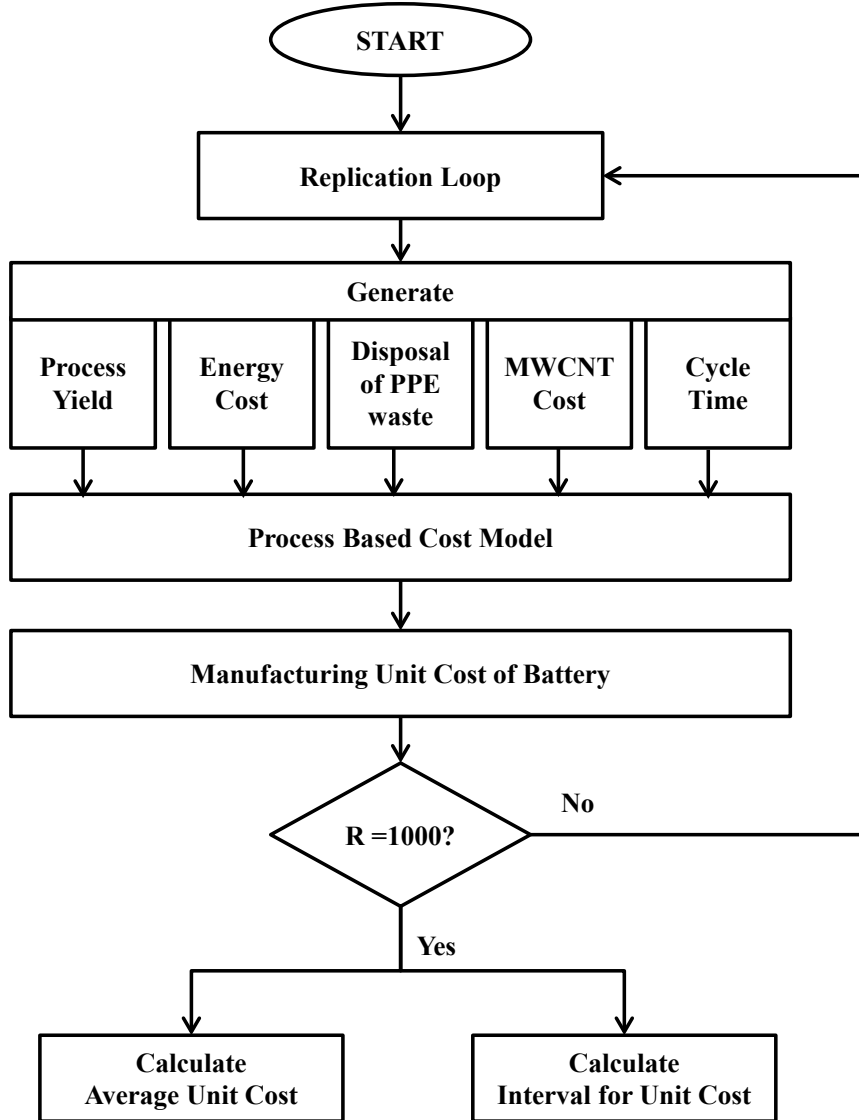 START
Replication Loop
Generate
Process
Yield
Energy
Cost
Disposal
of PPE
waste
MWCNT
Cost
Cycle
Time
Process Based Cost Model
Manufacturing Unit Cost of Battery
R =1000?
No
Yes
Calculate
Average Unit Cost
Calculate
Interval for Unit Cost